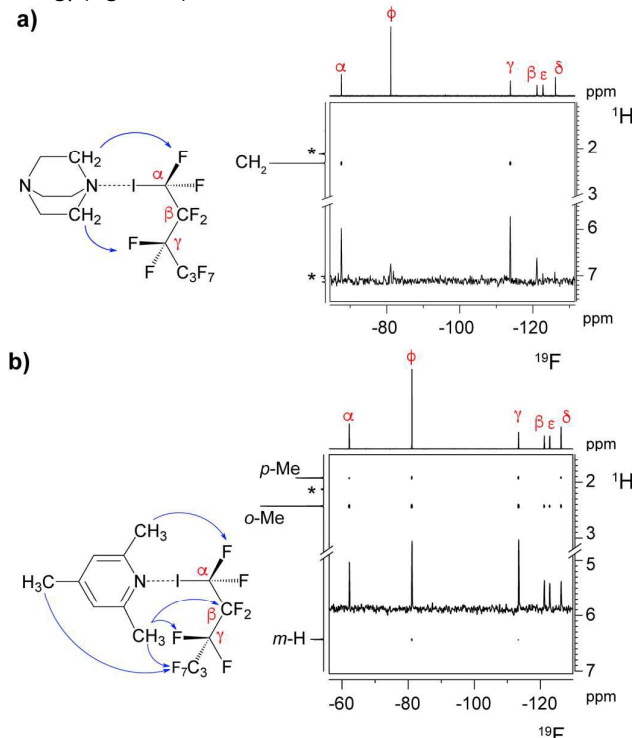 a)
ϕ
α
γ
β ε δ
ppm
¹H
*
2
CH₂
3
6
*
7
ppm
-80 -100 -120
¹⁹F
CH₂
F
α
N N I F
β CF₂
CH₂
F γ
F C₃F₇
b)
ϕ
α
γ
β ε δ
ppm
¹H
p-Me
2
*
o-Me
3
5
6
m-H
7
-60 -80 -100 -120
ppm
¹⁹F
CH₃
F
α
H₃C N I F
β CF₂
CH₃ F γ
F₇C₃ F